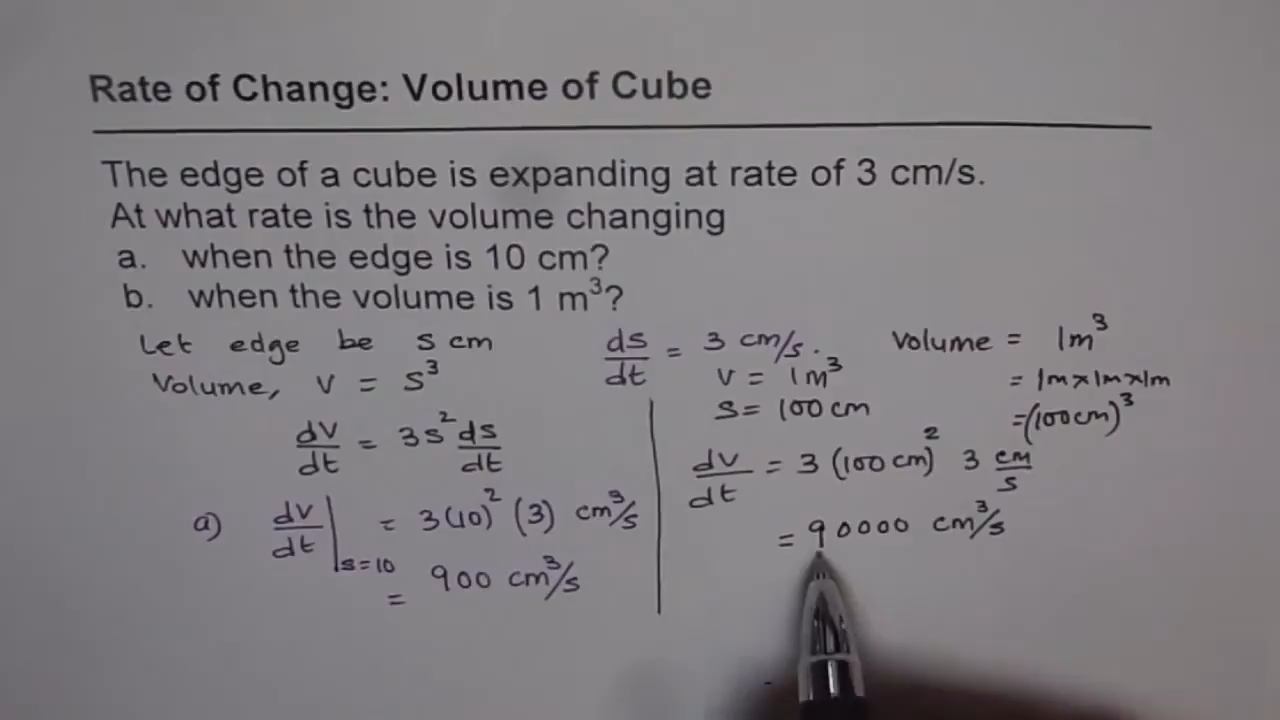 Rate of Change: Volume of Cube
The edge of a cube is expanding at rate of 3 cm/s.
At what rate is the volume changing
a. when the edge is 10 cm?
b. when the volume is 1 m³?
Let edge be s cm
Volume, V = s³
dV/dt = 3s² ds/dt
a) dV/dt |s=10 = 3(10)² (3) cm³/s
= 900 cm³/s
ds/dt = 3 cm/s.
V = 1m³
s = 100 cm
Volume = 1m³
= 1m×1m×1m
= (100cm)³
dV/dt = 3 (100 cm)² 3 cm/s
= 90000 cm³/s